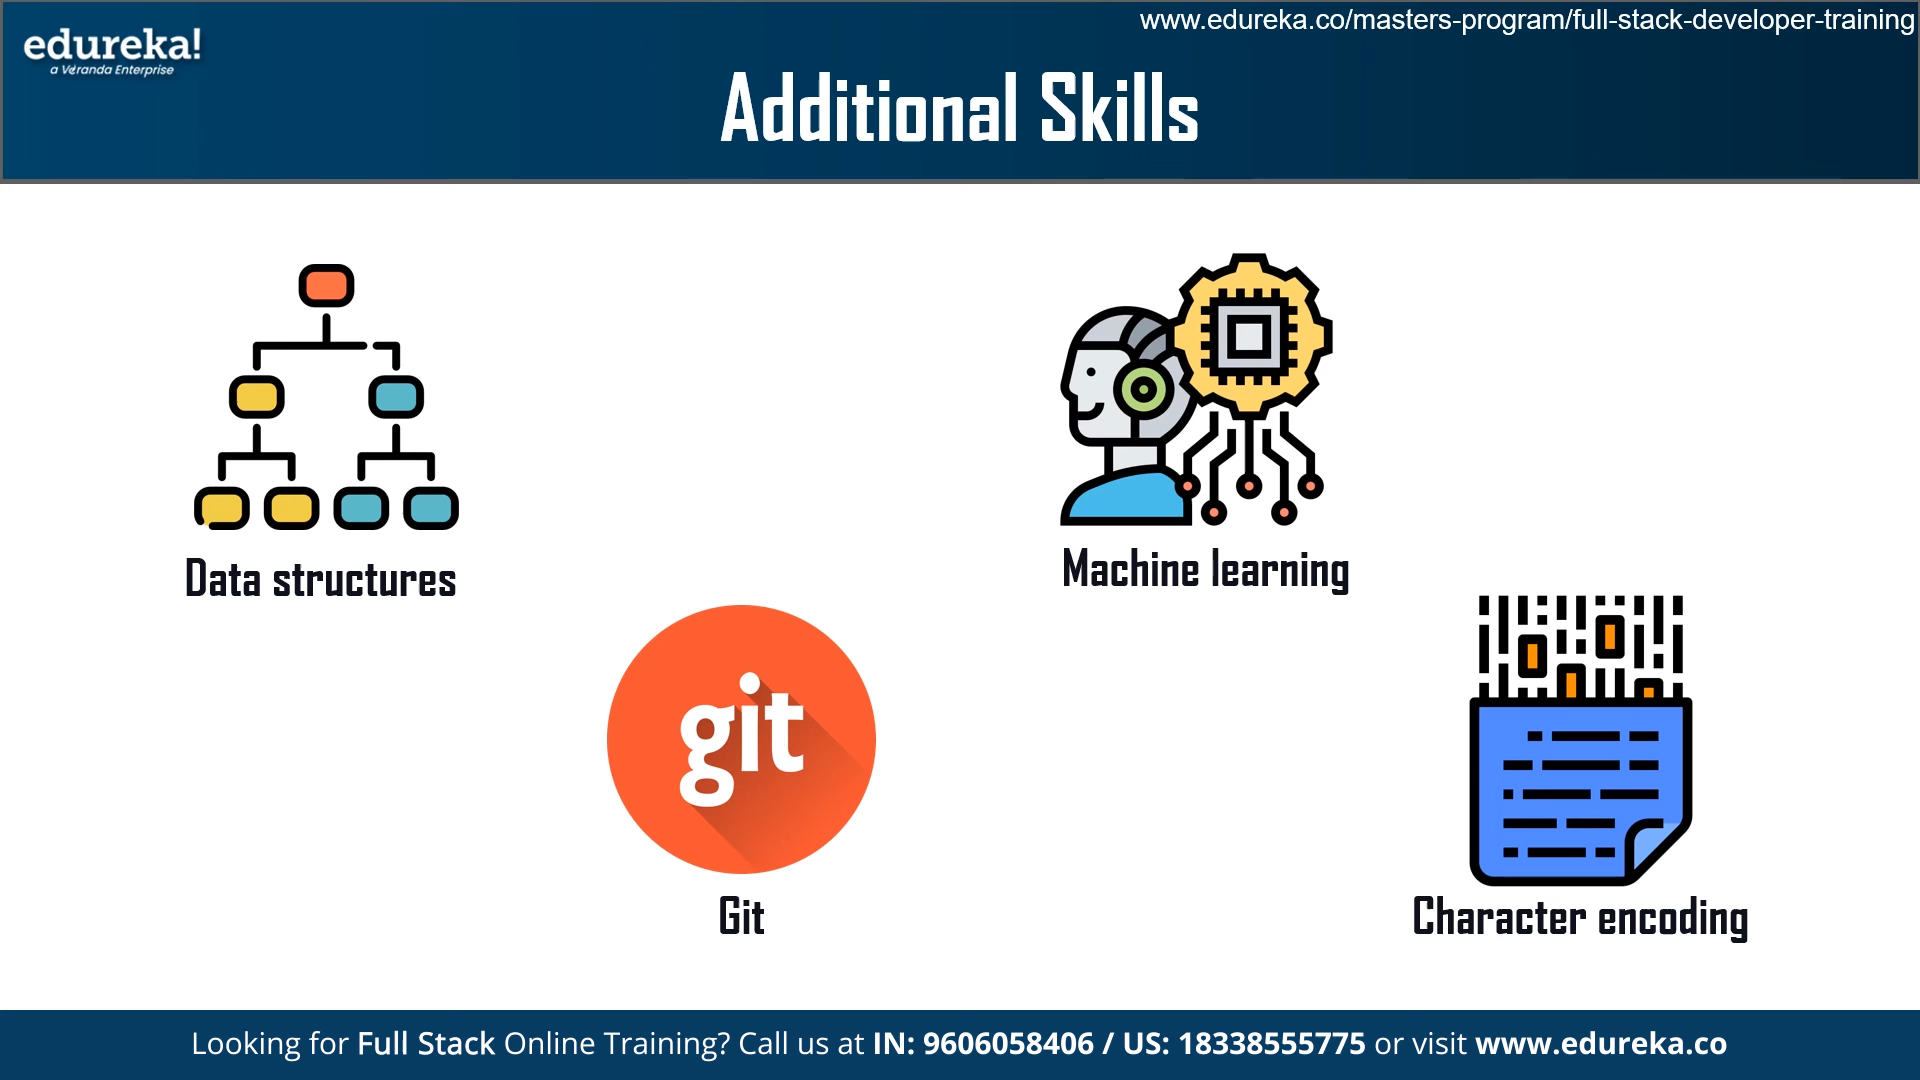 www.edureka.co/masters-program/full-stack-developer-training
edureka!
a Veranda Enterprise
Additional Skills
Data structures
Machine learning
git
Git
Character encoding
Looking for Full Stack Online Training? Call us at IN: 9606058406 / US: 18338555775 or visit www.edureka.co